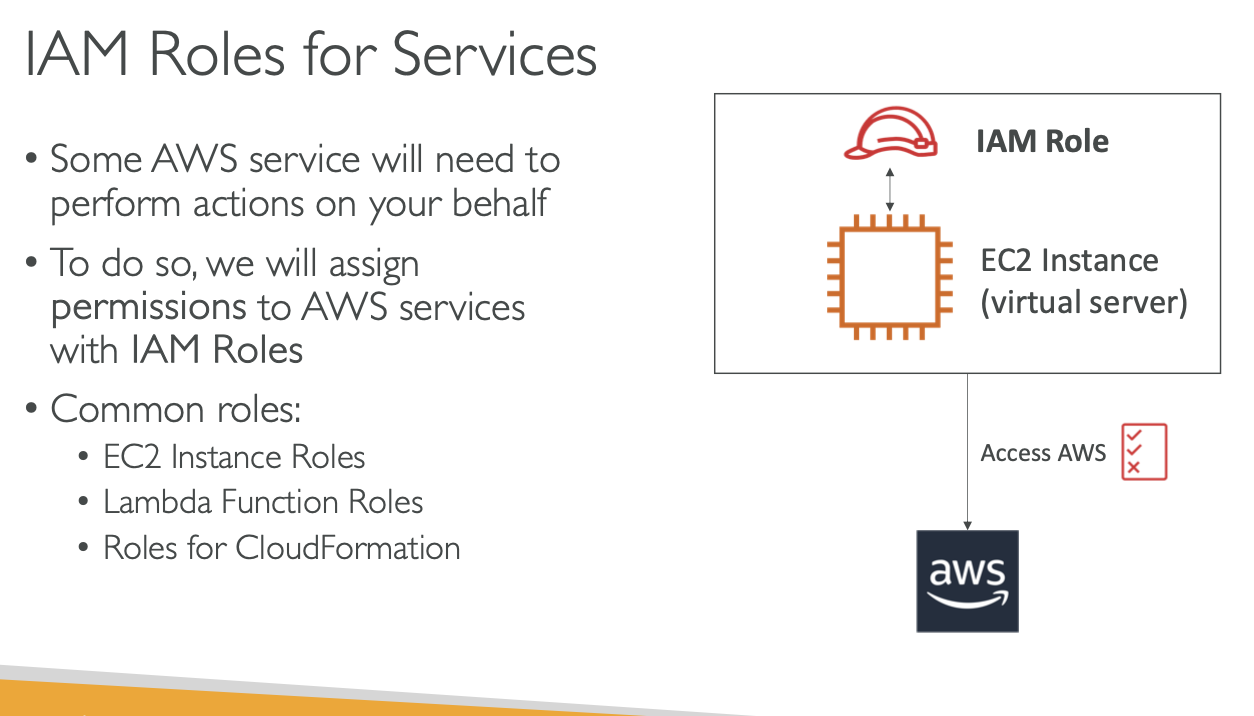 IAM Roles for Services
• Some AWS service will need to
perform actions on your behalf
• To do so, we will assign
permissions to AWS services
with IAM Roles
• Common roles:
• EC2 Instance Roles
• Lambda Function Roles
• Roles for CloudFormation
IAM Role
EC2 Instance
(virtual server)
Access AWS
aws